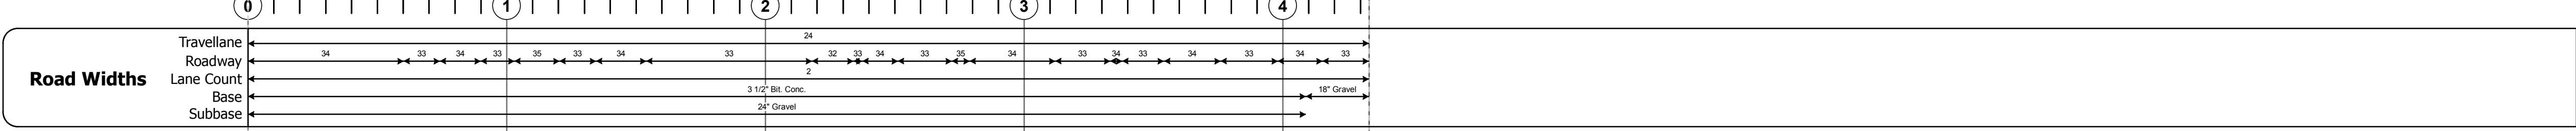 0 1 2 3 4
Road Widths
Travellane 24
Roadway 34 33 34 33 35 33 34 33 32 33 34 33 35 34 33 34 33 34 33 34 33
Lane Count 2
Base 3 1/2" Bit. Conc. 18" Gravel
Subbase 24" Gravel